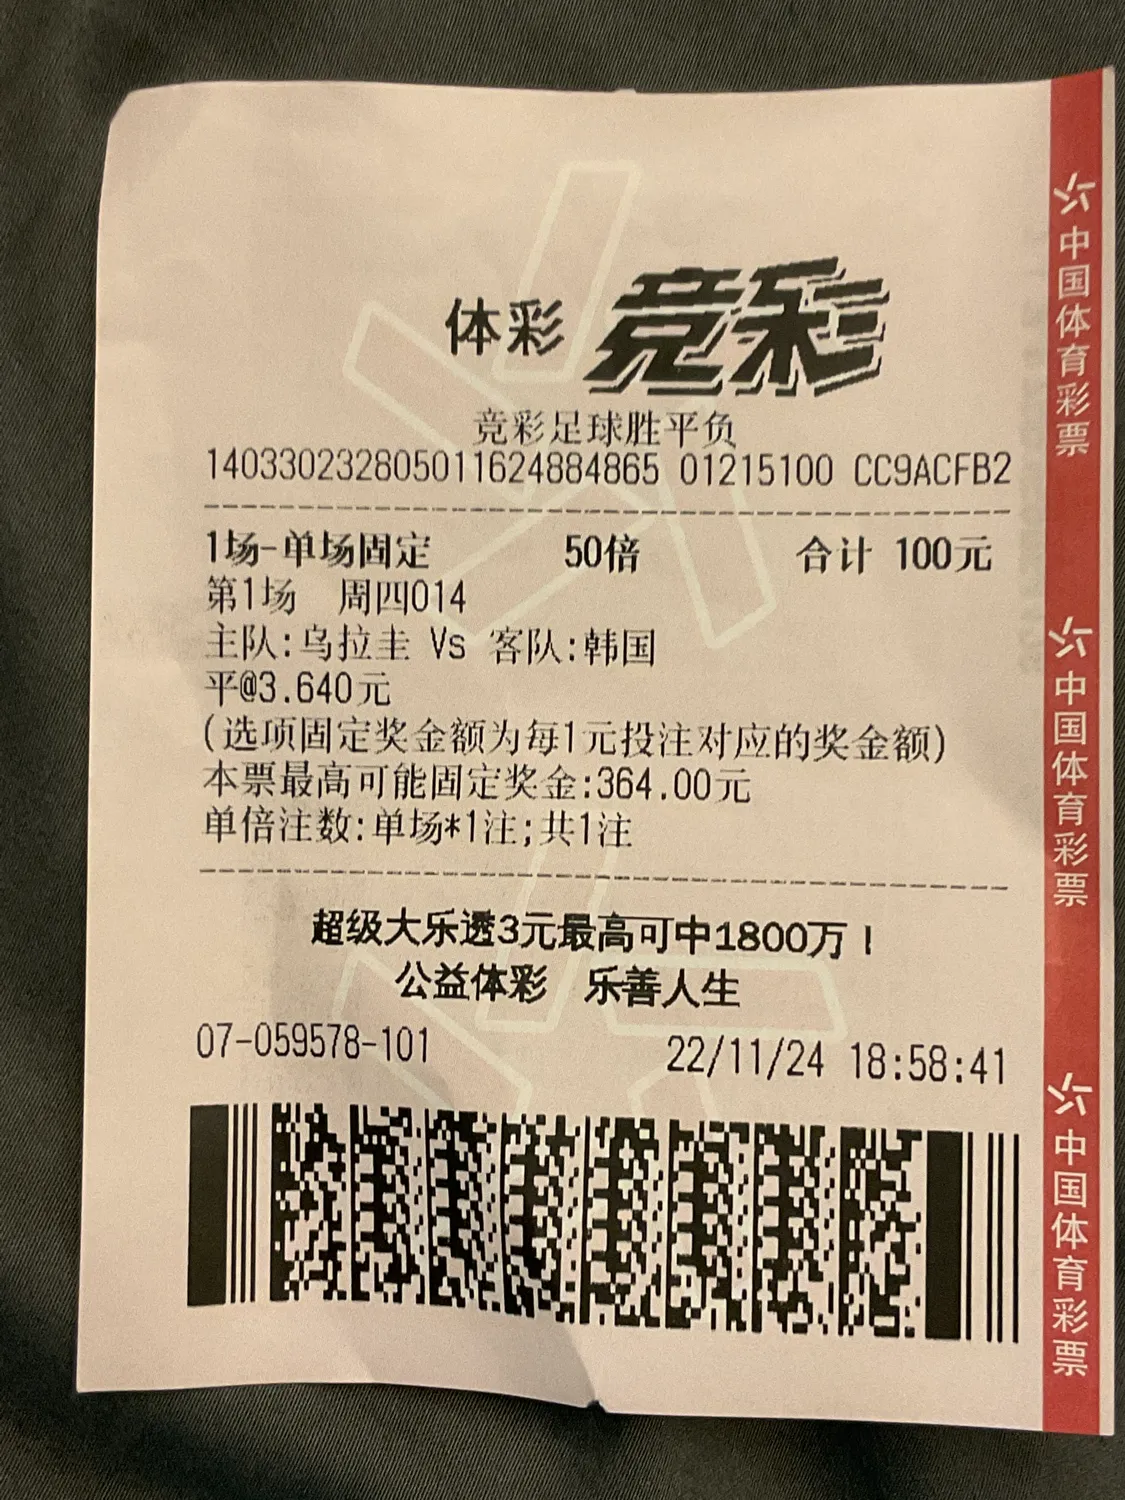 体彩 竞彩
竞彩足球胜平负
140330232805011624884865 01215100 CC9ACFB2
1场-单场固定 50倍 合计 100元
第1场 周四014
主队:乌拉圭 Vs 客队:韩国
平@3.640元
(选项固定奖金额为每1元投注对应的奖金额)
本票最高可能固定奖金:364.00元
单倍注数:单场*1注;共1注
超级大乐透3元最高可中1800万!
公益体彩 乐善人生
07-059578-101 22/11/24 18:58:41
中国体育彩票
中国体育彩票
中国体育彩票